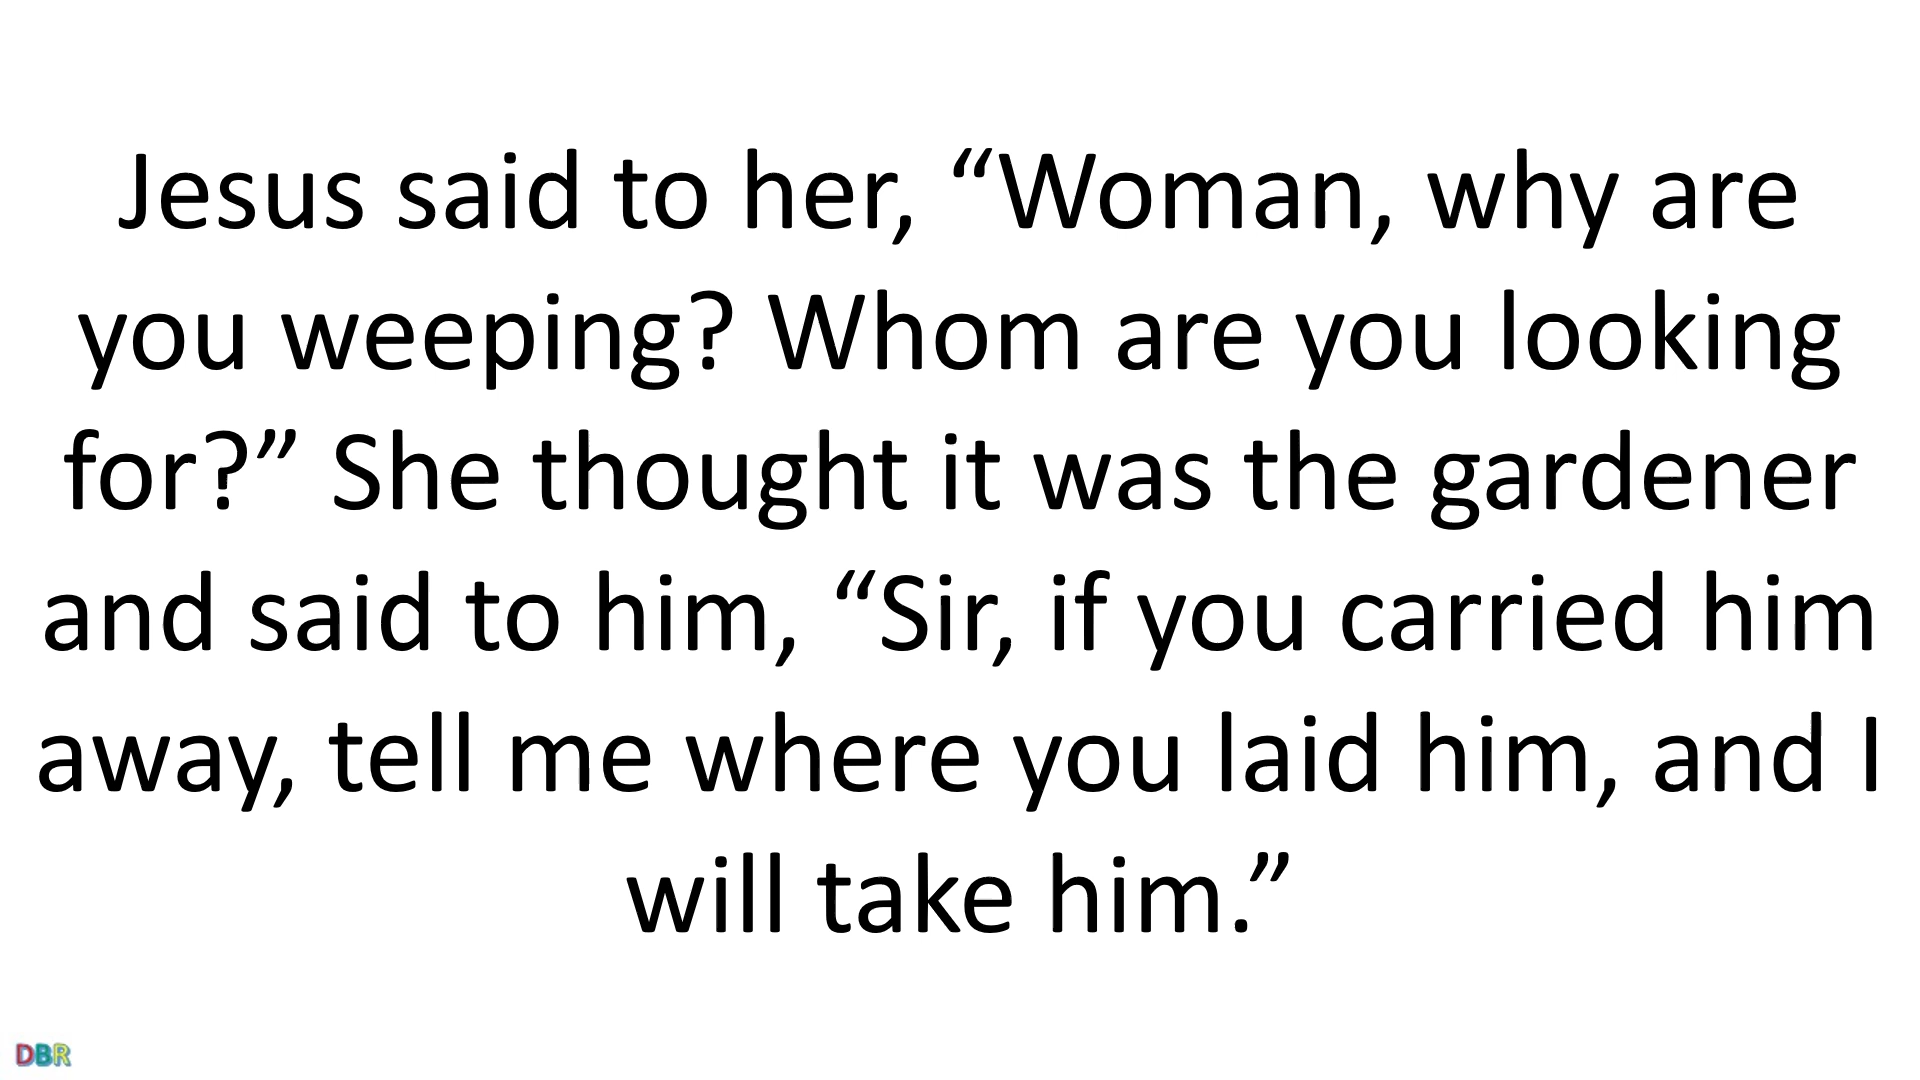 Jesus said to her, “Woman, why are
you weeping? Whom are you looking
for?” She thought it was the gardener
and said to him, “Sir, if you carried him
away, tell me where you laid him, and I
will take him.”
DBR